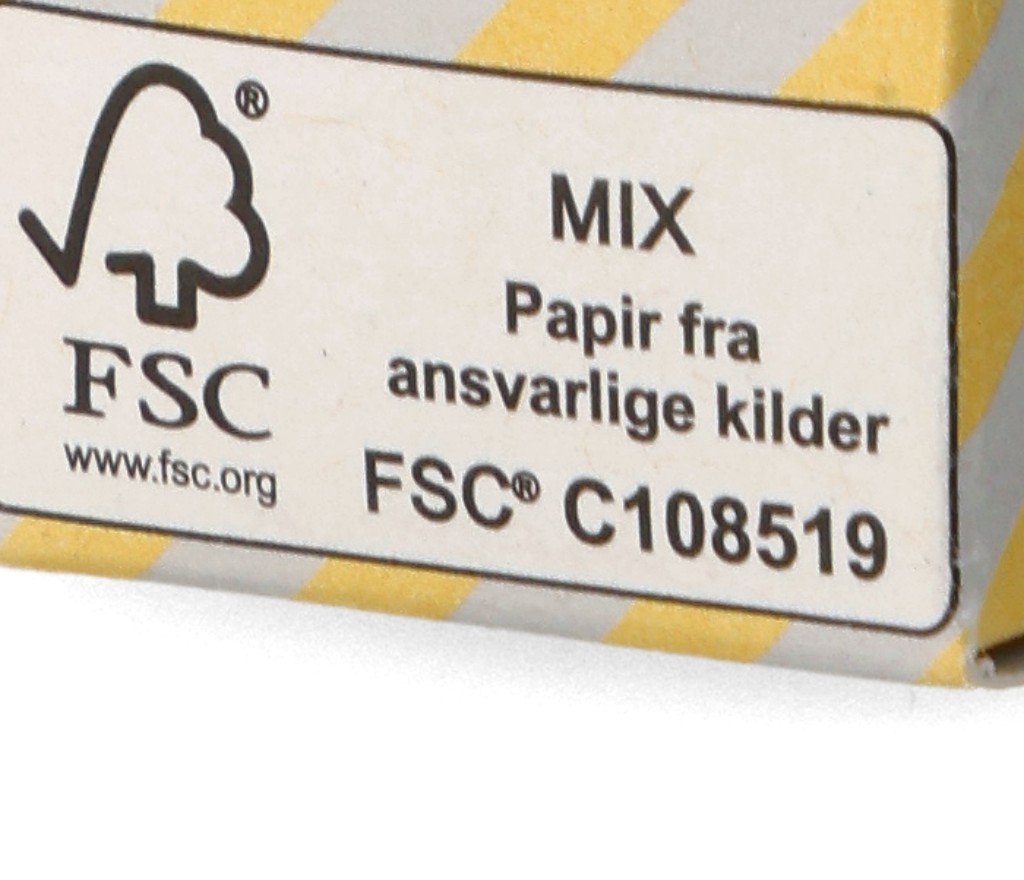 ®
FSC
www.fsc.org
MIX
Papir fra
ansvarlige kilder
FSC® C108519